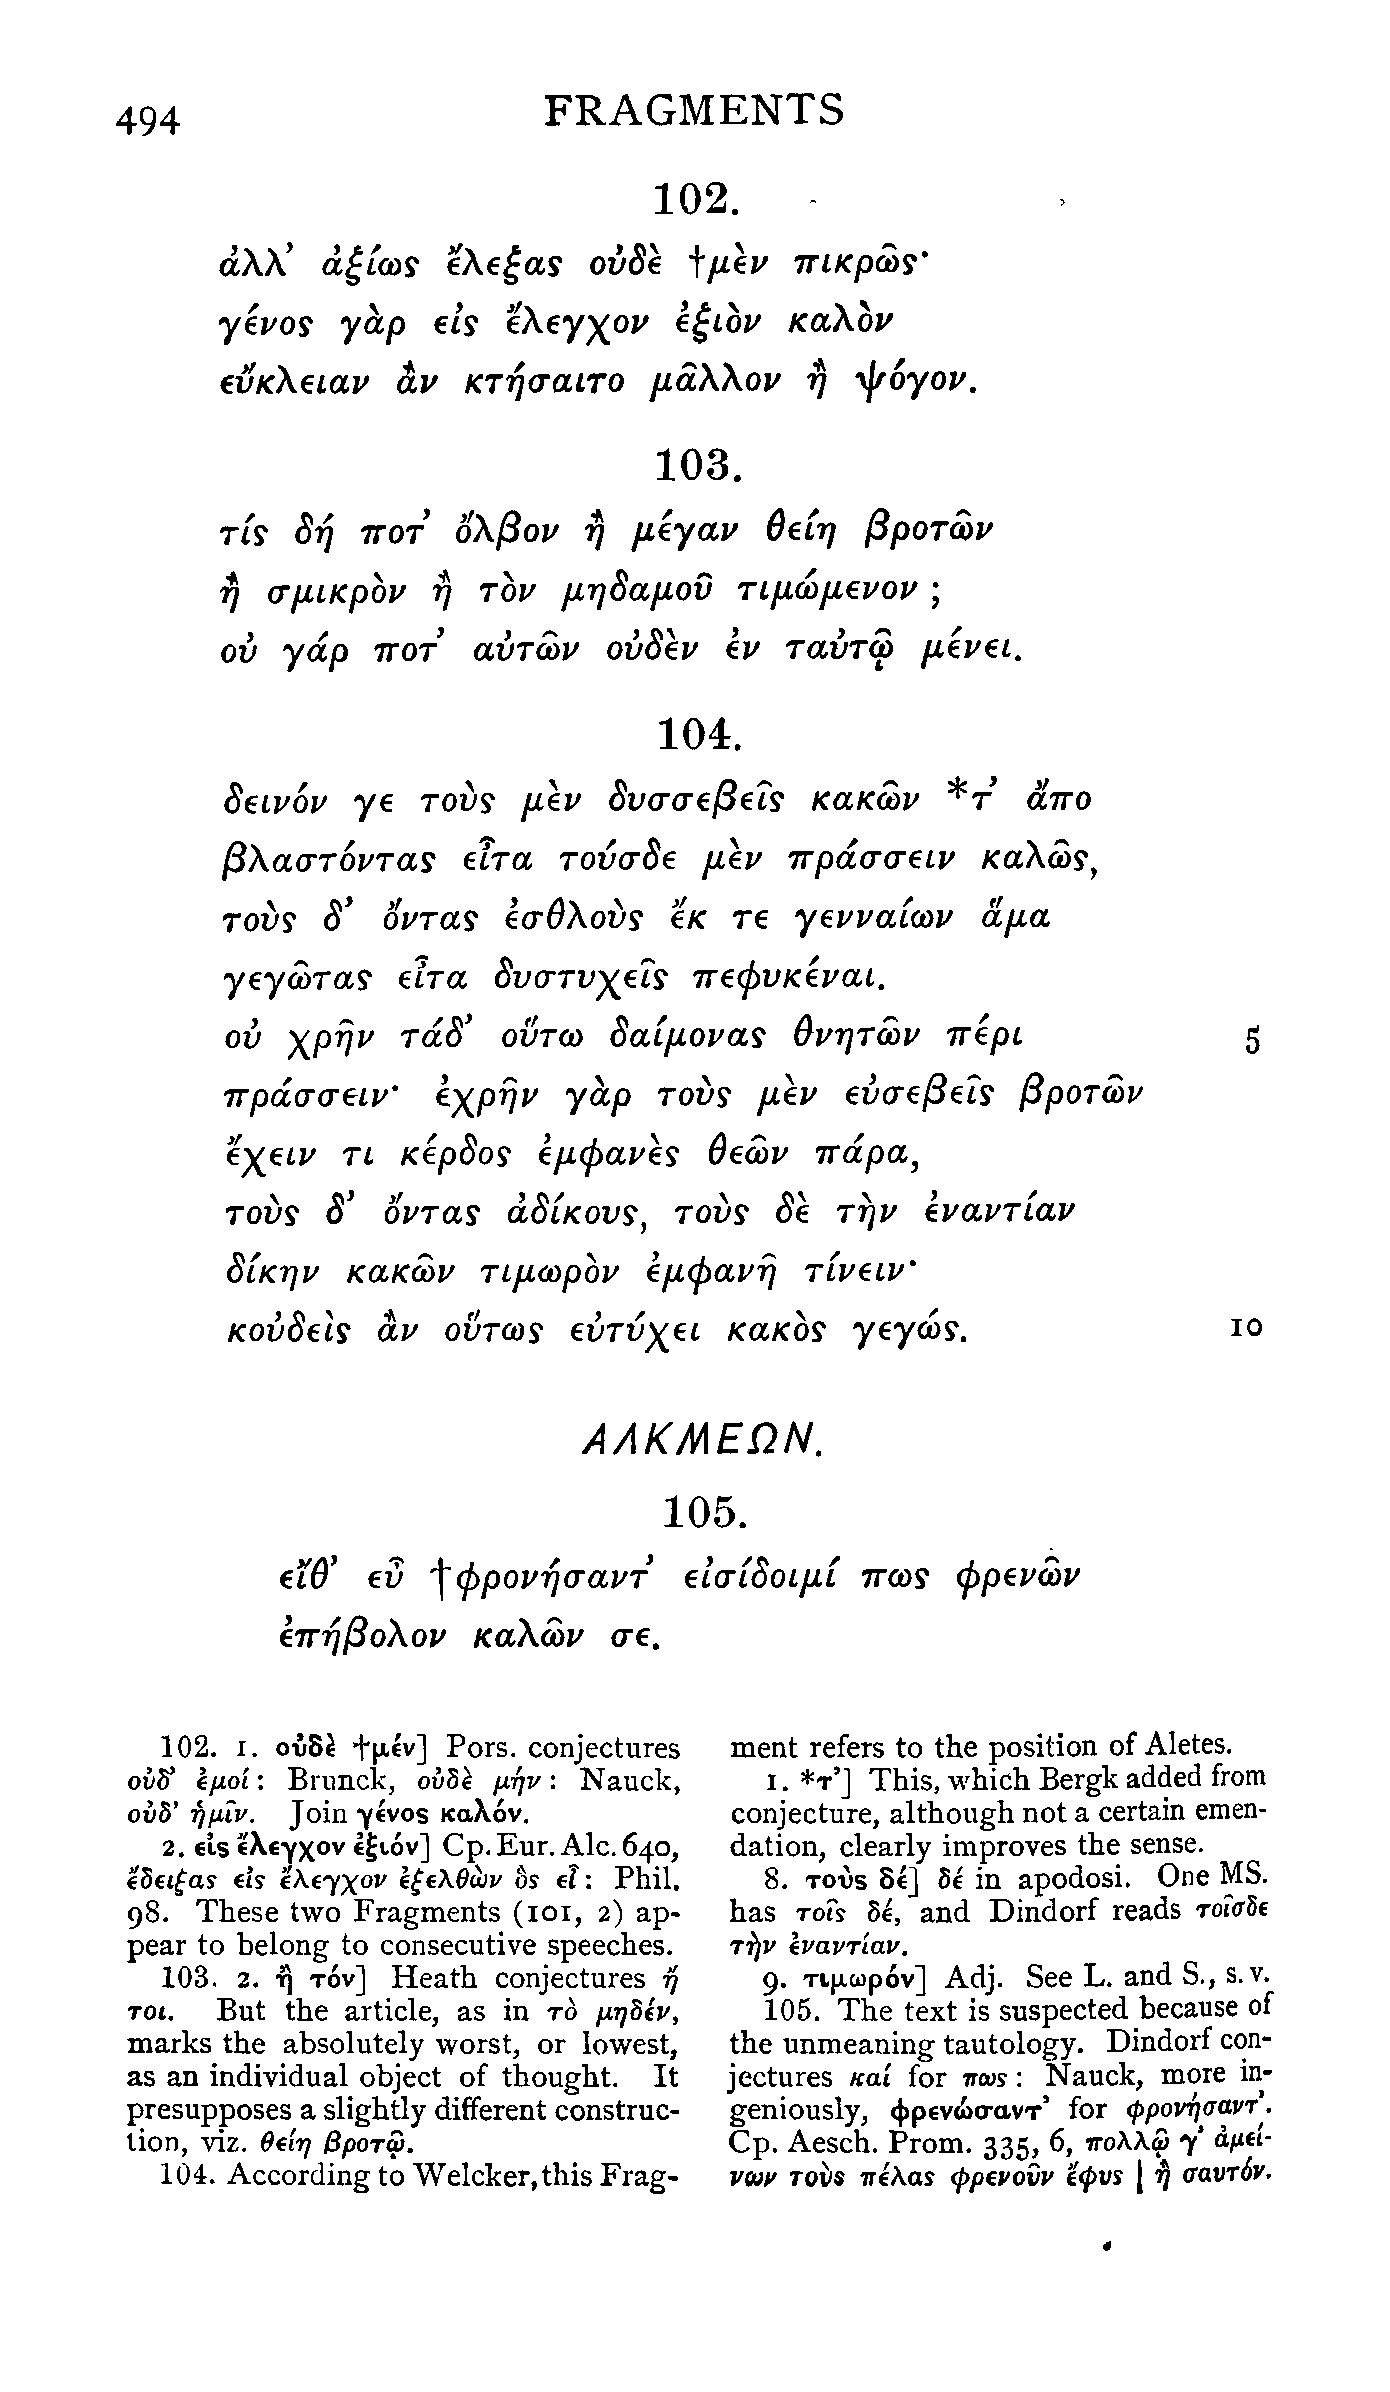 494
FRAGMENTS
102.
ἀλλ’ ἀξίως ἔλεξας οὐδὲ †μὲν πικρῶς·
γένος γὰρ εἰς ἔλεγχον ἐξιὸν καλὸν
εὔκλειαν ἂν κτήσαιτο μᾶλλον ἢ ψόγον.
103.
τίς δή ποτ’ ὄλβον ἢ μέγαν θείη βροτῶν
ἢ σμικρὸν ἢ τὸν μηδαμοῦ τιμώμενον ;
οὐ γάρ ποτ’ αὐτῶν οὐδὲν ἐν ταὐτῷ μένει.
104.
δεινόν γε τοὺς μὲν δυσσεβεῖς κακῶν *τ’ ἄπο
βλαστόντας εἶτα τούσδε μὲν πράσσειν καλῶς,
τοὺς δ’ ὄντας ἐσθλοὺς ἔκ τε γενναίων ἅμα
γεγῶτας εἶτα δυστυχεῖς πεφυκέναι.
οὐ χρῆν τάδ’ οὕτω δαίμονας θνητῶν πέρι 5
πράσσειν· ἐχρῆν γὰρ τοὺς μὲν εὐσεβεῖς βροτῶν
ἔχειν τι κέρδος ἐμφανὲς θεῶν πάρα,
τοὺς δ’ ὄντας ἀδίκους, τοὺς δὲ τὴν ἐναντίαν
δίκην κακῶν τιμωρὸν ἐμφανῆ τίνειν·
κοὐδεὶς ἂν οὕτως εὐτύχει κακὸς γεγώς. 10
ΑΛΚΜΕΩΝ.
105.
εἴθ’ εὖ †φρονήσαντ’ εἰσίδοιμί πως φρενῶν
ἐπήβολον καλῶν σε.
102. 1. οὐδὲ †μέν] Pors. conjectures
οὐδ’ ἐμοί : Brunck, οὐδὲ μήν : Nauck,
οὐδ’ ἡμῖν. Join γένος καλόν.
2. εἰς ἔλεγχον ἐξιόν] Cp. Eur. Alc. 640,
ἔδειξας εἰς ἔλεγχον ἐξελθὼν ὃς εἶ : Phil.
98. These two Fragments (101, 2) ap-
pear to belong to consecutive speeches.
103. 2. ἢ τόν] Heath conjectures ἤ
τοι. But the article, as in τὸ μηδέν,
marks the absolutely worst, or lowest,
as an individual object of thought. It
presupposes a slightly different construc-
tion, viz. θείη βροτῷ.
104. According to Welcker, this Frag-
ment refers to the position of Aletes.
1. *τ’] This, which Bergk added from
conjecture, although not a certain emen-
dation, clearly improves the sense.
8. τοὺς δέ] δέ in apodosi. One MS.
has τοῖς δέ, and Dindorf reads τοῖσδε
τὴν ἐναντίαν.
9. τιμωρόν] Adj. See L. and S., s. v.
105. The text is suspected because of
the unmeaning tautology. Dindorf con-
jectures καί for πως : Nauck, more in-
geniously, φρενώσαντ’ for φρονήσαντ’.
Cp. Aesch. Prom. 335, 6, πολλῷ γ’ ἀμεί-
νων τοὺς πέλας φρενοῦν ἔφυς | ἢ σαυτόν.